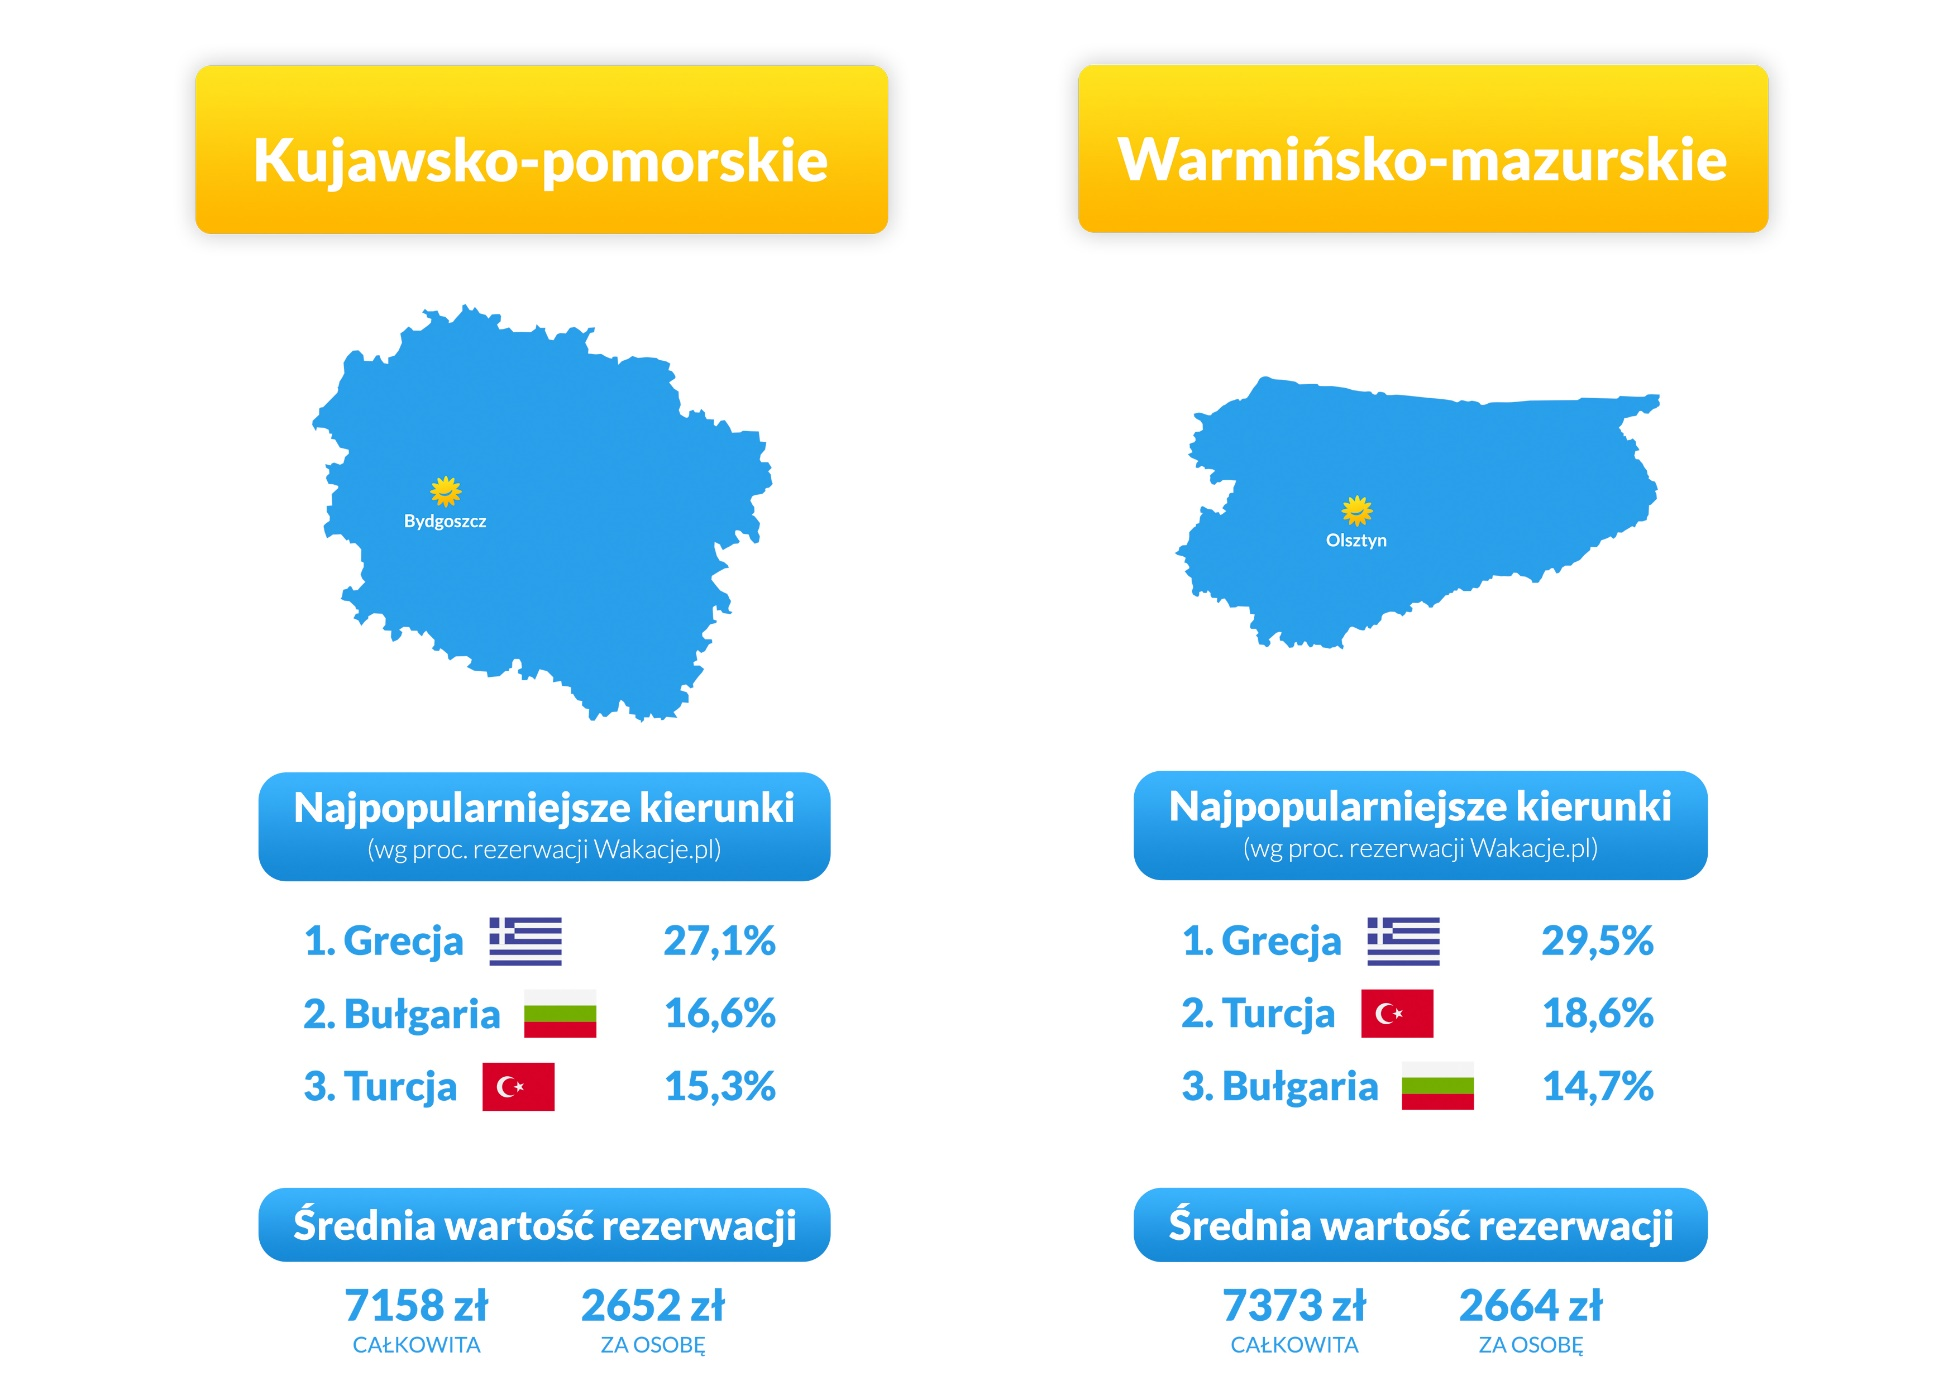 Kujawsko-pomorskie
Bydgoszcz
Najpopularniejsze kierunki
(wg proc. rezerwacji Wakacje.pl)
1. Grecja 27,1%
2. Bułgaria 16,6%
3. Turcja 15,3%
Średnia wartość rezerwacji
7158 zł 2652 zł
CAŁKOWITA ZA OSOBĘ
Warmińsko-mazurskie
Olsztyn
Najpopularniejsze kierunki
(wg proc. rezerwacji Wakacje.pl)
1. Grecja 29,5%
2. Turcja 18,6%
3. Bułgaria 14,7%
Średnia wartość rezerwacji
7373 zł 2664 zł
CAŁKOWITA ZA OSOBĘ